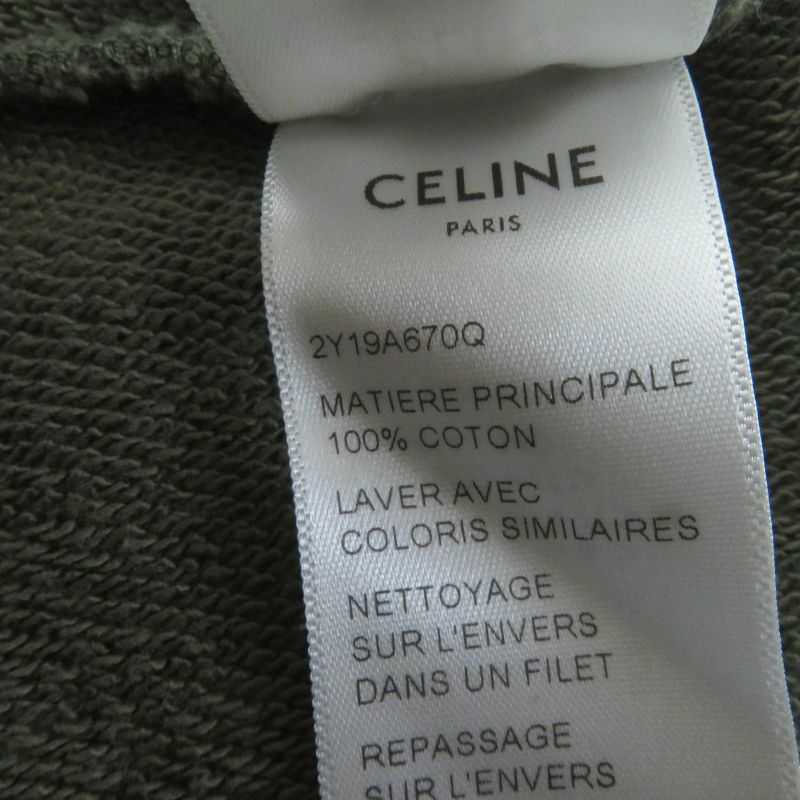 CELINE
PARIS
2Y19A670Q
MATIERE PRINCIPALE
100% COTON
LAVER AVEC
COLORIS SIMILAIRES
NETTOYAGE
SUR L'ENVERS
DANS UN FILET
REPASSAGE
SUR L'ENVERS